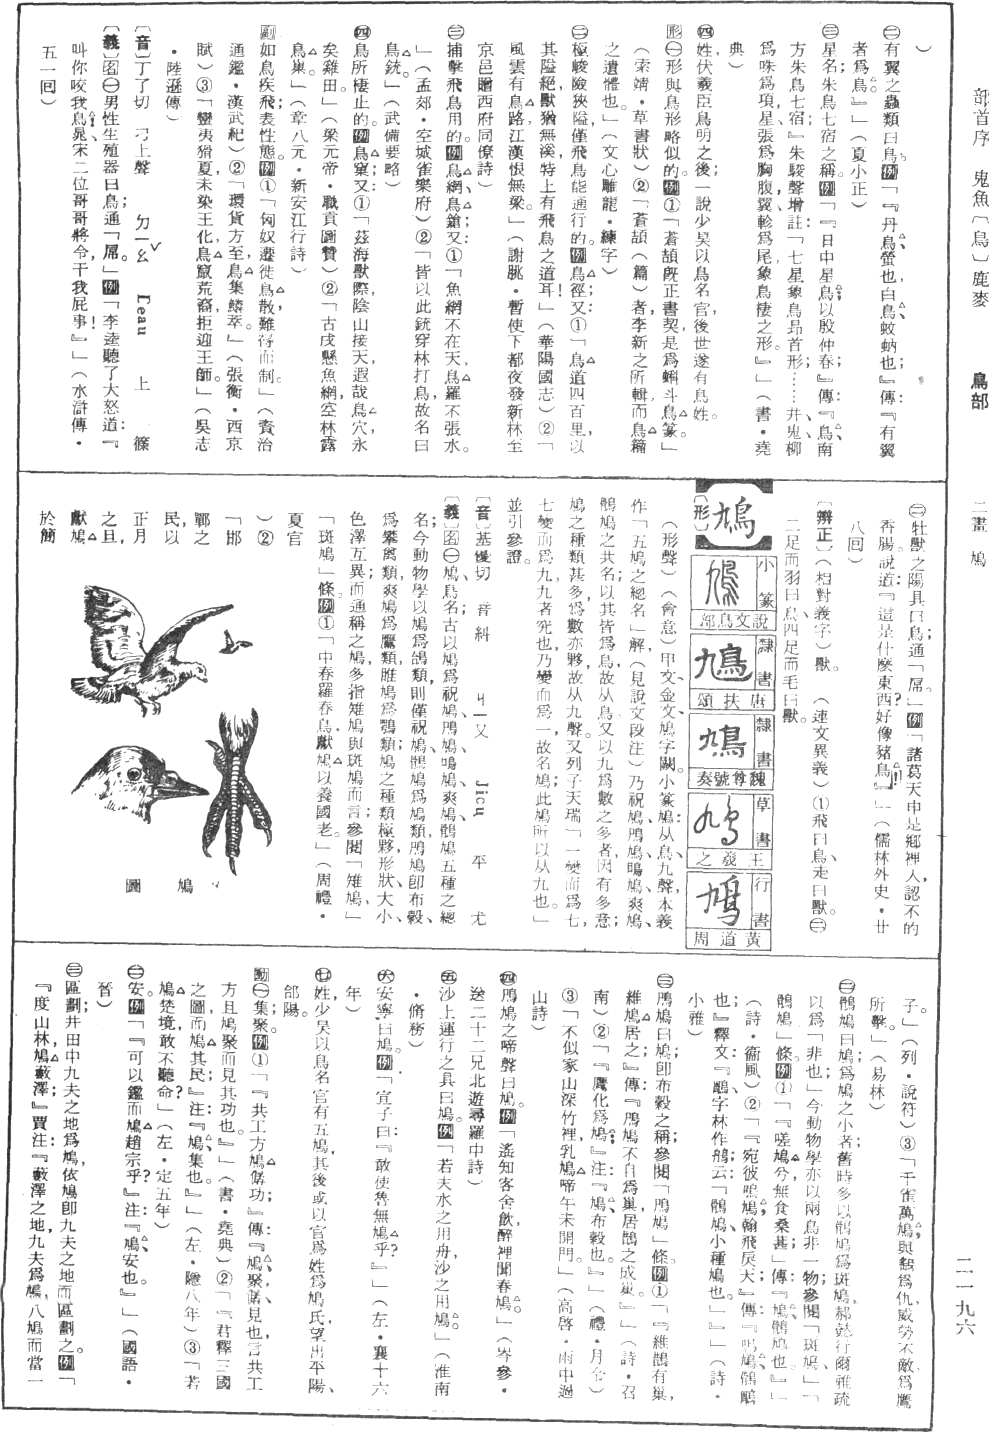 部首序　鬼魚〔鳥〕鹿麥　鳥部　二畫　鳩　二一九六
）
㊁有翼之蟲類曰鳥。例「『丹鳥、螢也、白鳥、蚊蚋也』傳：『有翼
者爲鳥。』」（夏小正）
㊂星名、朱鳥七宿之稱。例「『日中星鳥，以殷仲春』傳：『鳥、南
方朱鳥七宿』朱駿聲增註：「七星象鳥昂首形……井、鬼、柳
爲咮爲項，星、張爲胸腹，翼軫爲尾，象鳥棲之形。』」（書・堯
典）
㊃姓、伏羲臣鳥明之後；一說少昊以鳥名官，後世遂有鳥姓。
形㊀形與鳥形略似的。例①「蒼頡既正書契，是爲蝌斗鳥篆。」
（索靖・草書狀）②「蒼頡（篇）者，李斯之所輯，而鳥籀
之遺體也。」（文心雕龍・練字）
㊁極峻險狹隘，僅飛鳥能通行的。例鳥徑；又：①「鳥道四百里，以
其險絕，獸猶無溪，特上有飛鳥之道耳！」（華陽國志）②「
風雲有鳥路，江漢恨無梁。」（謝朓・暫使下都夜發新林至
京邑贈西府同僚詩）
㊂捕擊飛鳥用的。例鳥網、鳥鎗；又：①「魚網不在天，鳥羅不張水。
」（孟郊・空城雀樂府）②「皆以此銃穿林打鳥，故名曰
鳥銃。」（武備要略）
㊃鳥所棲止的。例鳥窠；又：①「茲海獸際，陰山接天，遐哉鳥穴，永
矣雞田。」（梁元帝・職貢圖贊）②「古戍懸魚網，空林露
鳥巢。」（章八元・新安江行詩）
副如鳥疾飛；表性態。例①「匈奴遷徙鳥散，難得而制。」（資治
通鑑・漢武紀）②「瓌貨方至，鳥集鱗萃。」（張衡・西京
賦）③「蠻夷猾夏，未染王化，鳥竄荒裔，拒迎王師。」（吳志
・陸遜傳）
〔音〕丁了切　刁上聲　ㄉㄧㄠˇ　上　篠
〔義〕名㊀男性生殖器曰鳥；通「屌。」例「李逵聽了大怒道：『
叫你咬我鳥！晁、宋二位哥哥將令，干我屁事！』」（水滸傳・
五一回）
㊁牡獸之陽具曰鳥；通「屌。」例「諸葛天申是鄉裡人，認不的
香腸，說道：『這是什麼東西？好像豬鳥！』」（儒林外史・廿
八回）
〔辨正〕（相對義字）獸。　（連文異義）①飛曰鳥、走曰獸。②
二足而羽曰鳥、四足而毛曰獸。
鳩
〔形〕
鳩　小篆　說文鳥部
鳩　隸書　唐扶頌
鳩　隸書　魏尊號奏
鳩　草書　王羲之
鳩　行書　黃道周
（形聲）（會意）甲文、金文鳩字闕。小篆鳩：从鳥、九聲，本義
作「五鳩之總名」解（見說文段注），乃祝鳩、鳲鳩、鴡鳩、爽鳩、
鶻鳩之共名；以其皆爲鳥，故从鳥。又以九爲數之多者，因有多意；
鳩之種類甚多，爲數亦夥，故从九聲。又列子天瑞「一變而爲七，
七變而爲九，九者究也，乃變而爲一，故名鳩；此鳩所以从九也。」
並引參證。
〔音〕基優切　音糾　ㄐㄧㄡ　平　尤
〔義〕名㊀鳩、鳥名；古以鳩爲祝鳩、鳲鳩、鴡鳩、爽鳩、鶻鳩五種之總
名；今動物學以鳩爲鴿類，則僅祝鳩、鶻鳩爲鳩類，鳲鳩即布穀，
爲攀禽類，爽鳩爲鷹類，雎鳩爲鶚類；鳩之種類極夥，形狀、大小、
色澤互異，而通稱之鳩，多指雉鳩與斑鳩而言；參閱「雉鳩」、
「斑鳩」條。例①「中春羅春鳥，獻鳩以養國老。」（周禮・
夏官
）②
「邯
鄲之
民，以
正月
之旦，
獻鳩
於簡
鳩圖
子。」（列・說符）③「千雀萬鳩，與鷂爲仇，威勢不敵，爲鷹
所擊。」（易林）
㊁鶻鳩曰鳩；爲鳩之小者；舊時多以鶻鳩爲斑鳩，郝懿行爾雅疏
以爲「非也」，今動物學亦以兩鳥非一物；參閱「斑鳩」、「
鶻鳩」條。例①「『嗟鳩兮，無食桑葚』傳：『鳩、鶻鳩也。』」
（詩・衞風）②「『宛彼鳴鳩，翰飛戾天』傳：『鳴鳩、鶻鵰
也。』釋文：『鵰、字林作鶻，云：「鶻鳩、小種鳩也。」』」（詩・
小雅）
㊂鳲鳩曰鳩；即布穀之稱；參閱「鳲鳩」條。例①「『維鵲有巢，
維鳩居之』傳：『鳲鳩不自爲巢，居鵲之成巢。』」（詩・召
南）②「『鷹化爲鳩』注：『鳩、布穀也。』」（禮・月令）
③「不似家山深竹裡，乳鳩啼午未開門。」（高啓・雨中過
山詩）
㊃鳲鳩之啼聲曰鳩。例「遙知客舍飲，醉裡聞春鳩。」（岑參・
送二十二兄北遊尋羅中詩）
㊄沙上運行之具曰鳩。例「若夫水之用舟，沙之用鳩。」（淮南
・脩務）
㊅安寧曰鳩。例「宣子曰：『敢使魯無鳩乎？』」（左・襄十六
年）
㊆姓，少昊以鳥名官，有五鳩，其後或以官爲姓爲鳩氏，望出平陽、
郃陽。
動㊀集；聚。例①「『共工方鳩僝功』傳：『鳩、聚；僝、見也；言共工
方且鳩聚而見其功也。』」（書・堯典）②「『君釋三國
之圖而鳩其民』注：『鳩、集也。』」（左・隱八年）③「若
鳩楚境，敢不聽命？」（左・定五年）
㊁安。例「『可以鑑而鳩趙宗乎？』注：『鳩、安也。』」（國語・
晉）
㊂區劃；井田中九夫之地爲鳩；依鳩即九夫之地而區劃之。例「
『度山林，鳩藪澤』賈注：『藪澤之地，九夫爲鳩，八鳩而當一